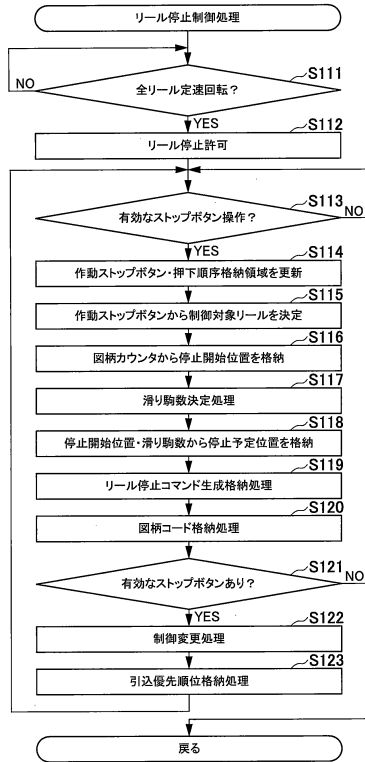 リール停止制御処理
S111
全リール定速回転?
NO
YES
S112
リール停止許可
S113
有効なストップボタン操作?
NO
YES
S114
作動ストップボタン・押下順序格納領域を更新
S115
作動ストップボタンから制御対象リールを決定
S116
図柄カウンタから停止開始位置を格納
S117
滑り駒数決定処理
S118
停止開始位置・滑り駒数から停止予定位置を格納
S119
リール停止コマンド生成格納処理
S120
図柄コード格納処理
S121
有効なストップボタンあり?
NO
YES
S122
制御変更処理
S123
引込優先順位格納処理
戻る